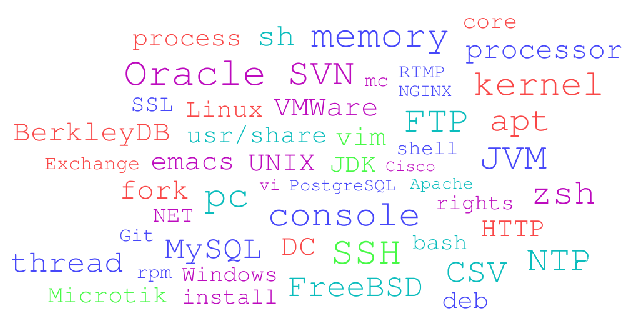 core
process sh memory
processor
Oracle SVN mc RTMP
NGINX
kernel
SSL Linux VMWare
FTP apt
BerkleyDB usr/share vim
shell
Exchange emacs UNIX JDK Cisco JVM
fork pc vi PostgreSQL Apache
rights zsh
NET console
HTTP
Git MySQL DC SSH bash
thread rpm Windows CSV NTP
Microtik install FreeBSD deb